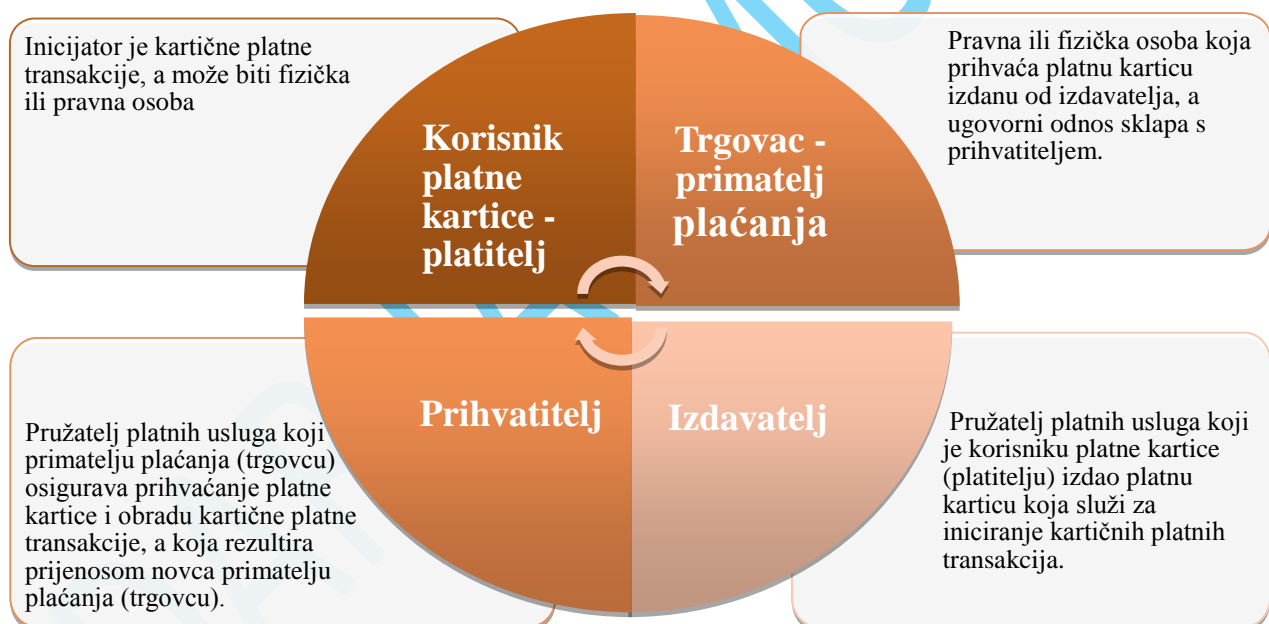 Inicijator je kartične platne
transakcije, a može biti fizička
ili pravna osoba
Korisnik
platne
kartice -
platitelj
Trgovac -
primatelj
plaćanja
Pravna ili fizička osoba koja
prihvaća platnu karticu
izdanu od izdavatelja, a
ugovorni odnos sklapa s
prihvatiteljem.
Pružatelj platnih usluga koji
primatelju plaćanja (trgovcu)
osigurava prihvaćanje platne
kartice i obradu kartične platne
transakcije, a koja rezultira
prijenosom novca primatelju
plaćanja (trgovcu).
Prihvatitelj
Izdavatelj
Pružatelj platnih usluga koji
je korisniku platne kartice
(platitelju) izdao platnu
karticu koja služi za
iniciranje kartičnih platnih
transakcija.